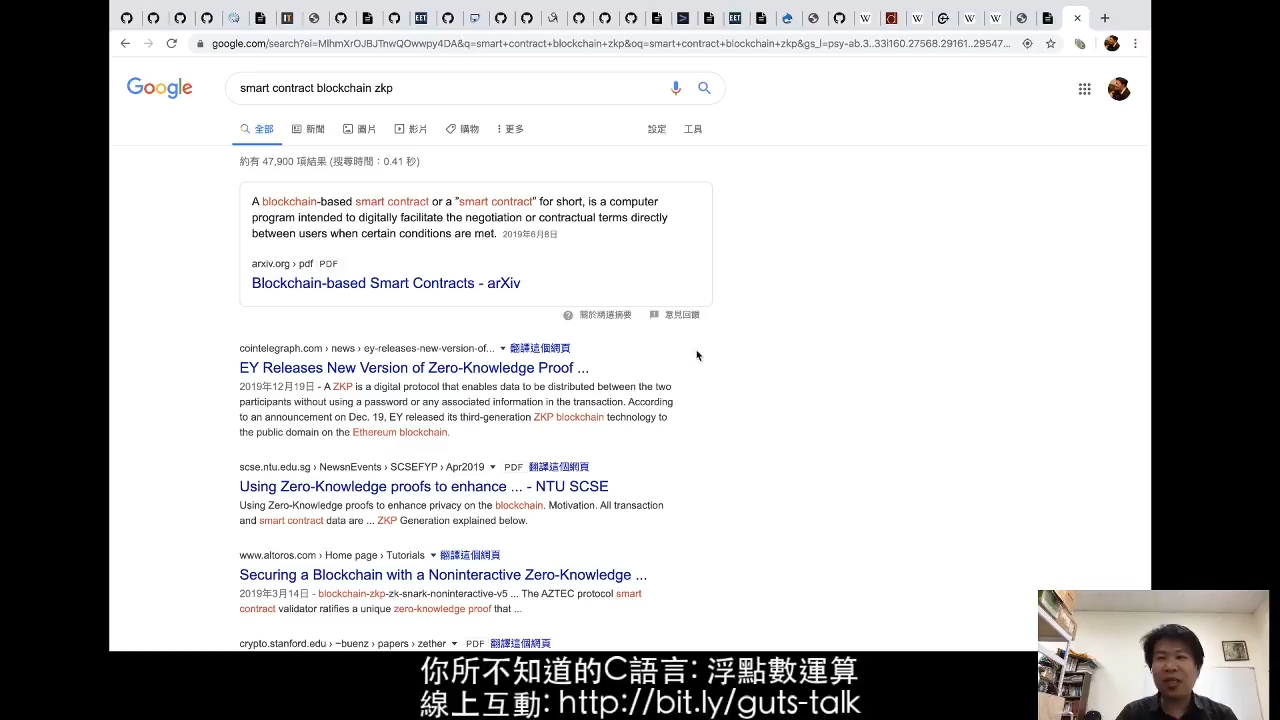 google.com/search?ei=MlhmXrOJBJTnwQOwwpy4DA&q=smart+contract+blockchain+zkp&oq=smart+contract+blockchain+zkp&gs_l=psy-ab.3..33l160.27568.29161..29547...
Google
smart contract blockchain zkp
全部 新聞 圖片 影片 購物 更多 設定 工具
約有 47,900 項結果 (搜尋時間：0.41 秒)
A blockchain-based smart contract or a "smart contract" for short, is a computer
program intended to digitally facilitate the negotiation or contractual terms directly
between users when certain conditions are met. 2019年6月8日
arxiv.org › pdf PDF
Blockchain-based Smart Contracts - arXiv
關於精選摘要 意見回饋
cointelegraph.com › news › ey-releases-new-version-of... 翻譯這個網頁
EY Releases New Version of Zero-Knowledge Proof ...
2019年12月19日 - A ZKP is a digital protocol that enables data to be distributed between the two
participants without using a password or any associated information in the transaction. According
to an announcement on Dec. 19, EY released its third-generation ZKP blockchain technology to
the public domain on the Ethereum blockchain.
scse.ntu.edu.sg › NewsnEvents › SCSEFYP › Apr2019 PDF 翻譯這個網頁
Using Zero-Knowledge proofs to enhance ... - NTU SCSE
Using Zero-Knowledge proofs to enhance privacy on the blockchain. Motivation. All transaction
and smart contract data are ... ZKP Generation explained below.
www.altoros.com › Home page › Tutorials 翻譯這個網頁
Securing a Blockchain with a Noninteractive Zero-Knowledge ...
2019年3月14日 - blockchain-zkp-zk-snark-noninteractive-v5 ... The AZTEC protocol smart
contract validator ratifies a unique zero-knowledge proof that ...
crypto.stanford.edu › ~buenz › papers › zether PDF 翻譯這個網頁
你所不知道的C語言: 浮點數運算
線上互動: http://bit.ly/guts-talk